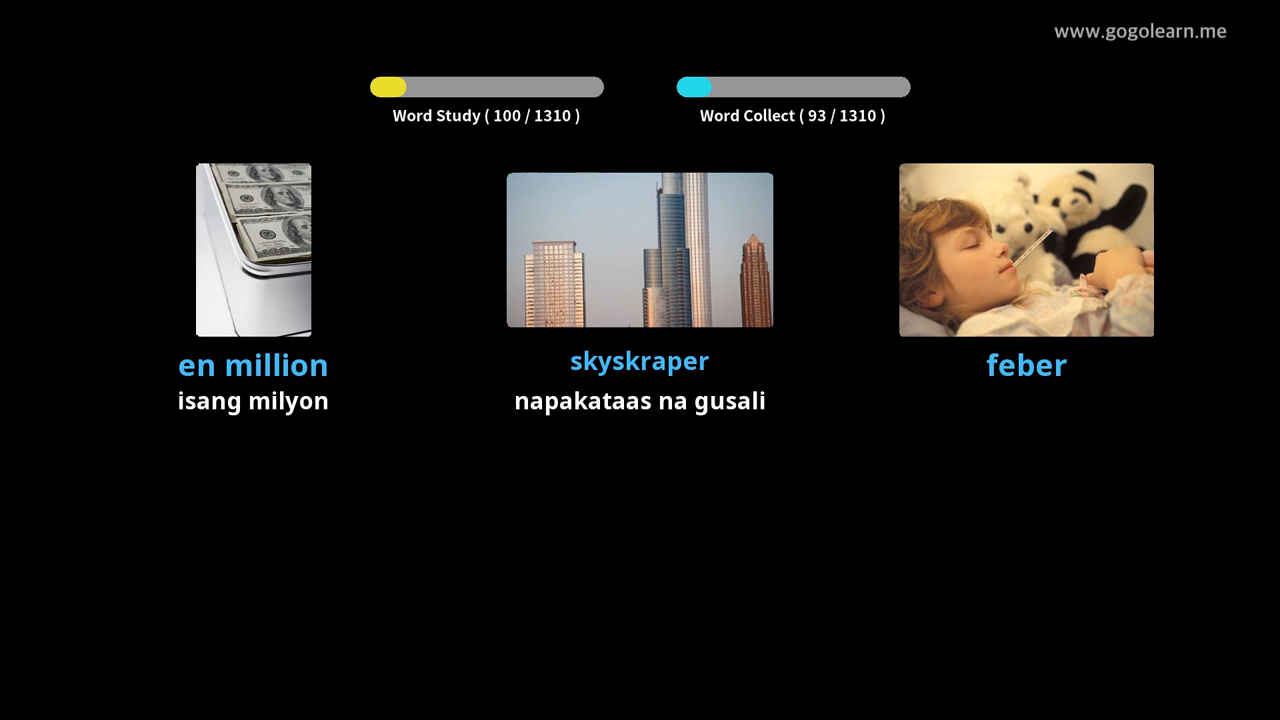 www.gogolearn.me
Word Study ( 100 / 1310 )
Word Collect ( 93 / 1310 )
en million
isang milyon
skyskraper
napakataas na gusali
feber